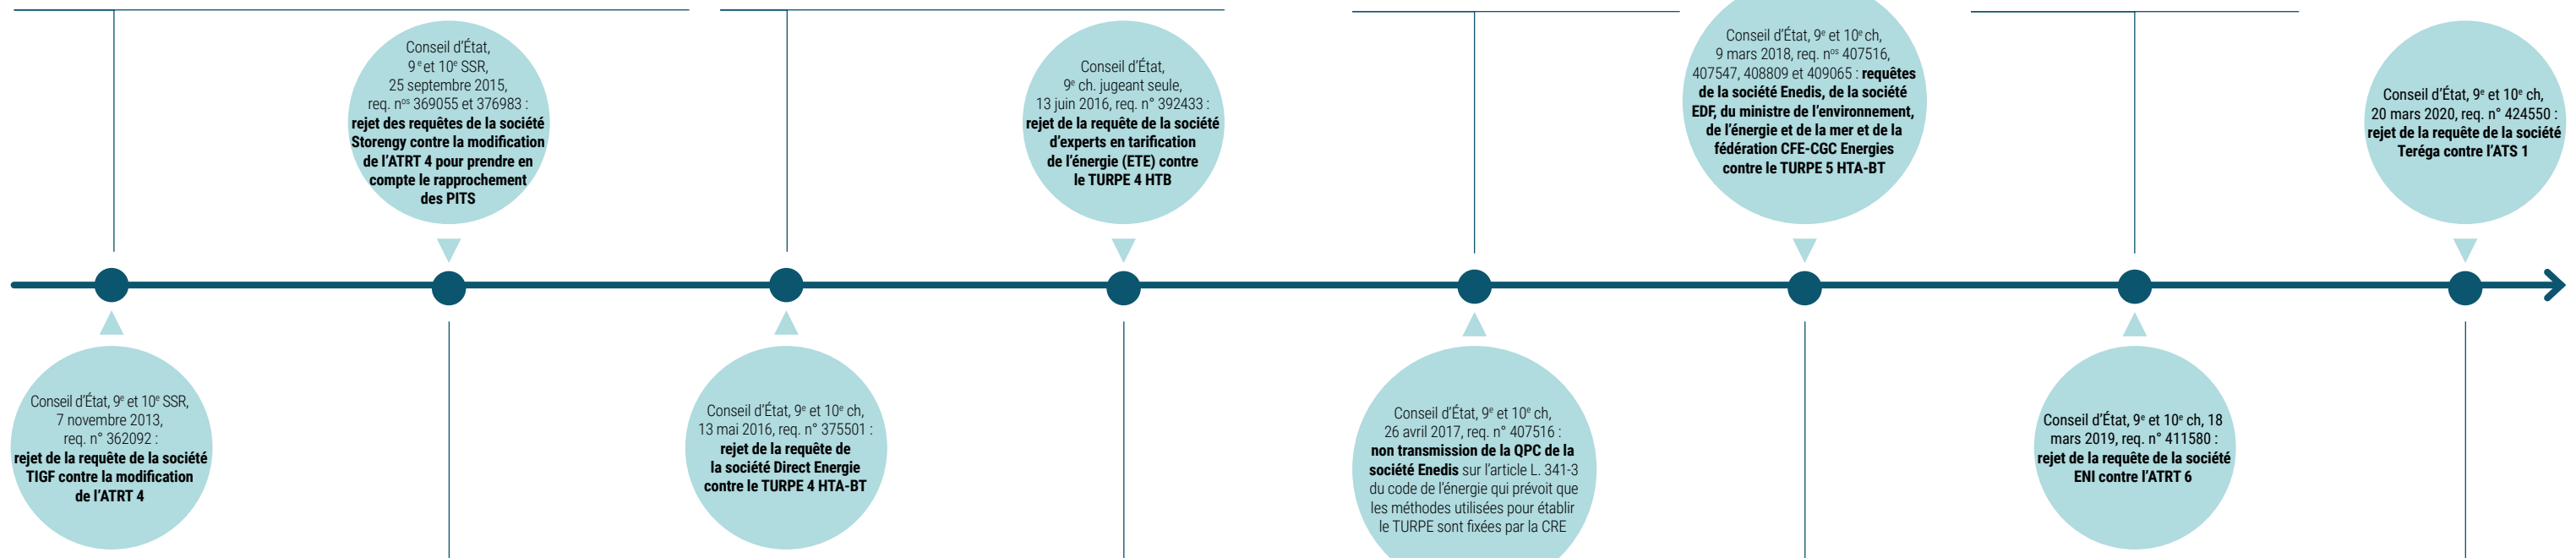 Conseil d’État,
9e et 10e SSR,
25 septembre 2015,
req. nos 369055 et 376983 :
rejet des requêtes de la société
Storengy contre la modification
de l’ATRT 4 pour prendre en
compte le rapprochement
des PITS
Conseil d’État,
9e ch. jugeant seule,
13 juin 2016, req. n° 392433 :
rejet de la requête de la société
d’experts en tarification
de l’énergie (ETE) contre
le TURPE 4 HTB
Conseil d’État, 9e et 10e ch,
9 mars 2018, req. nos 407516,
407547, 408809 et 409065 : requêtes
de la société Enedis, de la société
EDF, du ministre de l’environnement,
de l’énergie et de la mer et de la
fédération CFE-CGC Energies
contre le TURPE 5 HTA-BT
Conseil d’État, 9e et 10e ch,
20 mars 2020, req. n° 424550 :
rejet de la requête de la société
Teréga contre l’ATS 1
Conseil d’État, 9e et 10e SSR,
7 novembre 2013,
req. n° 362092 :
rejet de la requête de la société
TIGF contre la modification
de l’ATRT 4
Conseil d’État, 9e et 10e ch,
13 mai 2016, req. n° 375501 :
rejet de la requête de
la société Direct Energie
contre le TURPE 4 HTA-BT
Conseil d’État, 9e et 10e ch,
26 avril 2017, req. n° 407516 :
non transmission de la QPC de la
société Enedis sur l’article L. 341-3
du code de l’énergie qui prévoit que
les méthodes utilisées pour établir
le TURPE sont fixées par la CRE
Conseil d’État, 9e et 10e ch, 18
mars 2019, req. n° 411580 :
rejet de la requête de la société
ENI contre l’ATRT 6